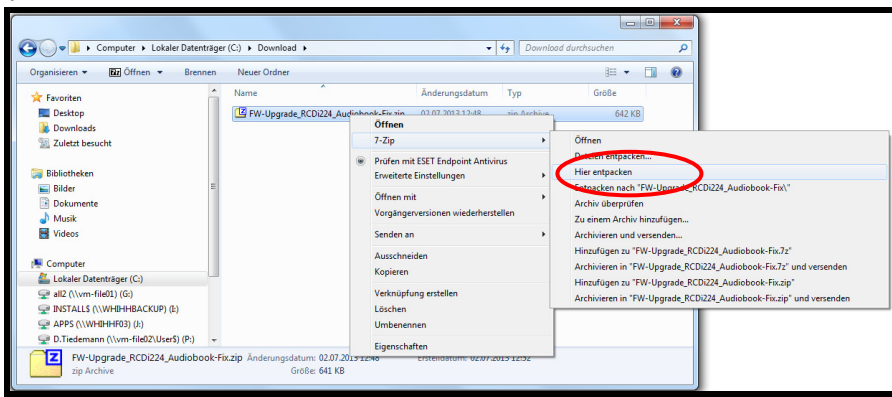 Computer ▸ Lokaler Datenträger (C:) ▸ Download ▸
Download durchsuchen
Organisieren Öffnen Brennen Neuer Ordner
Favoriten
Desktop
Downloads
Zuletzt besucht
Bibliotheken
Bilder
Dokumente
Musik
Videos
Computer
Lokaler Datenträger (C:)
all2 (\\vm-file01) (G:)
INSTALL$ (\\WHIHHBACKUP) (I:)
APPS (\\WHIHHF03) (J:)
D.Tiedemann (\\vm-file02\User$) (P:)
Name Änderungsdatum Typ Größe
FW-Upgrade_RCDi224_Audiobook-Fix.zip 02.07.2013 12:48 zip Archive 642 KB
Öffnen
7-Zip
Prüfen mit ESET Endpoint Antivirus
Erweiterte Einstellungen
Öffnen mit
Vorgängerversionen wiederherstellen
Senden an
Ausschneiden
Kopieren
Verknüpfung erstellen
Löschen
Umbenennen
Eigenschaften
Öffnen
Dateien entpacken...
Hier entpacken
Entpacken nach "FW-Upgrade_RCDi224_Audiobook-Fix\"
Archiv überprüfen
Zu einem Archiv hinzufügen...
Archivieren und versenden...
Hinzufügen zu "FW-Upgrade_RCDi224_Audiobook-Fix.7z"
Archivieren in "FW-Upgrade_RCDi224_Audiobook-Fix.7z" und versenden
Hinzufügen zu "FW-Upgrade_RCDi224_Audiobook-Fix.zip"
Archivieren in "FW-Upgrade_RCDi224_Audiobook-Fix.zip" und versenden
FW-Upgrade_RCDi224_Audiobook-Fix.zip Änderungsdatum: 02.07.2013 12:48 Erstelldatum: 02.07.2013 12:52
zip Archive Größe: 641 KB